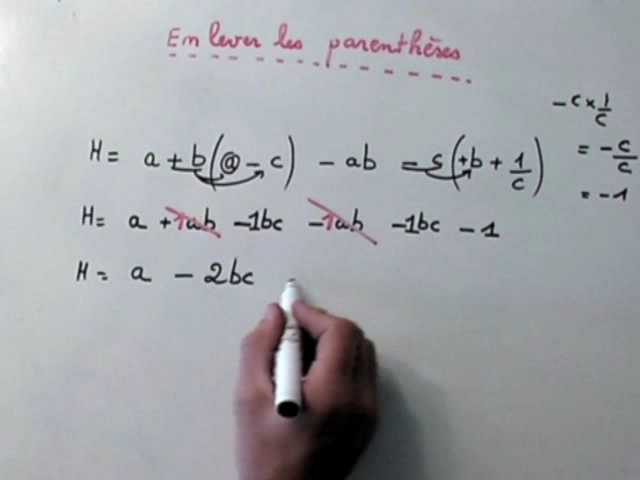 Enlever les parenthèses
H = a + b(a - c) - ab - c(+b + 1/c)
H = a + 1ab - 1bc - 1ab - 1bc - 1
H = a - 2bc
- c × 1/c
= - c/c
= - 1